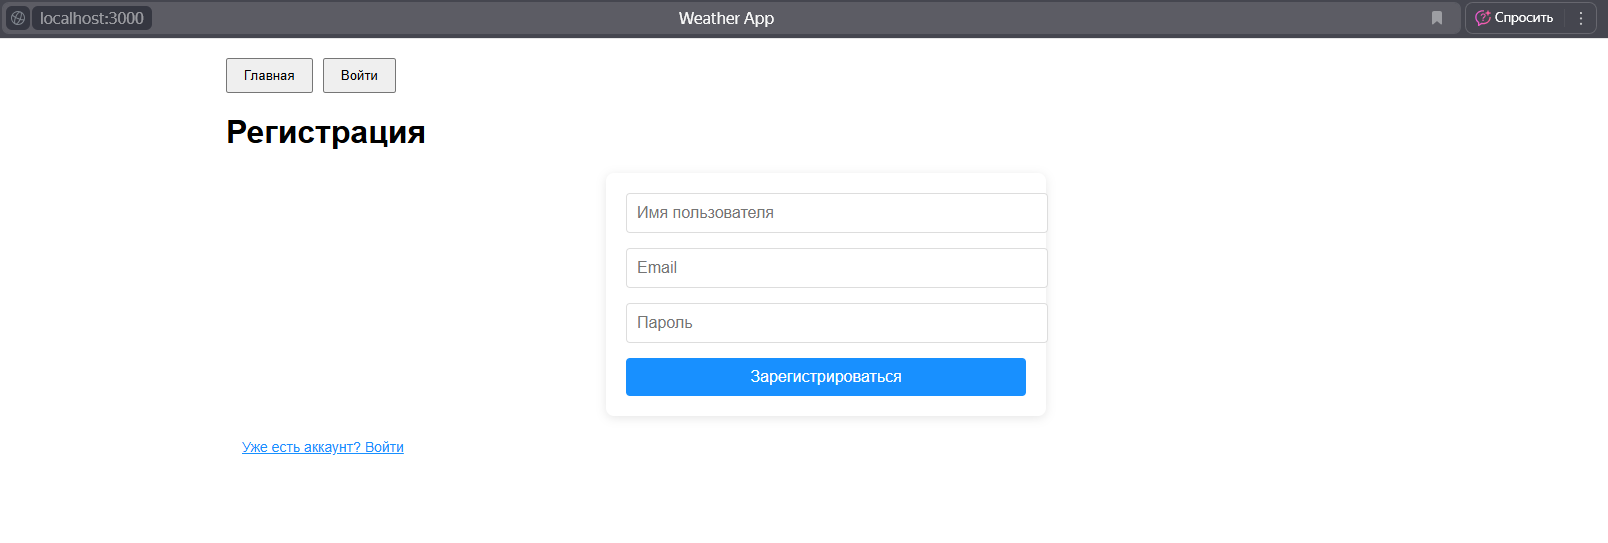 localhost:3000 Weather App Спросить
Главная Войти
Регистрация
Имя пользователя
Email
Пароль
Зарегистрироваться
Уже есть аккаунт? Войти